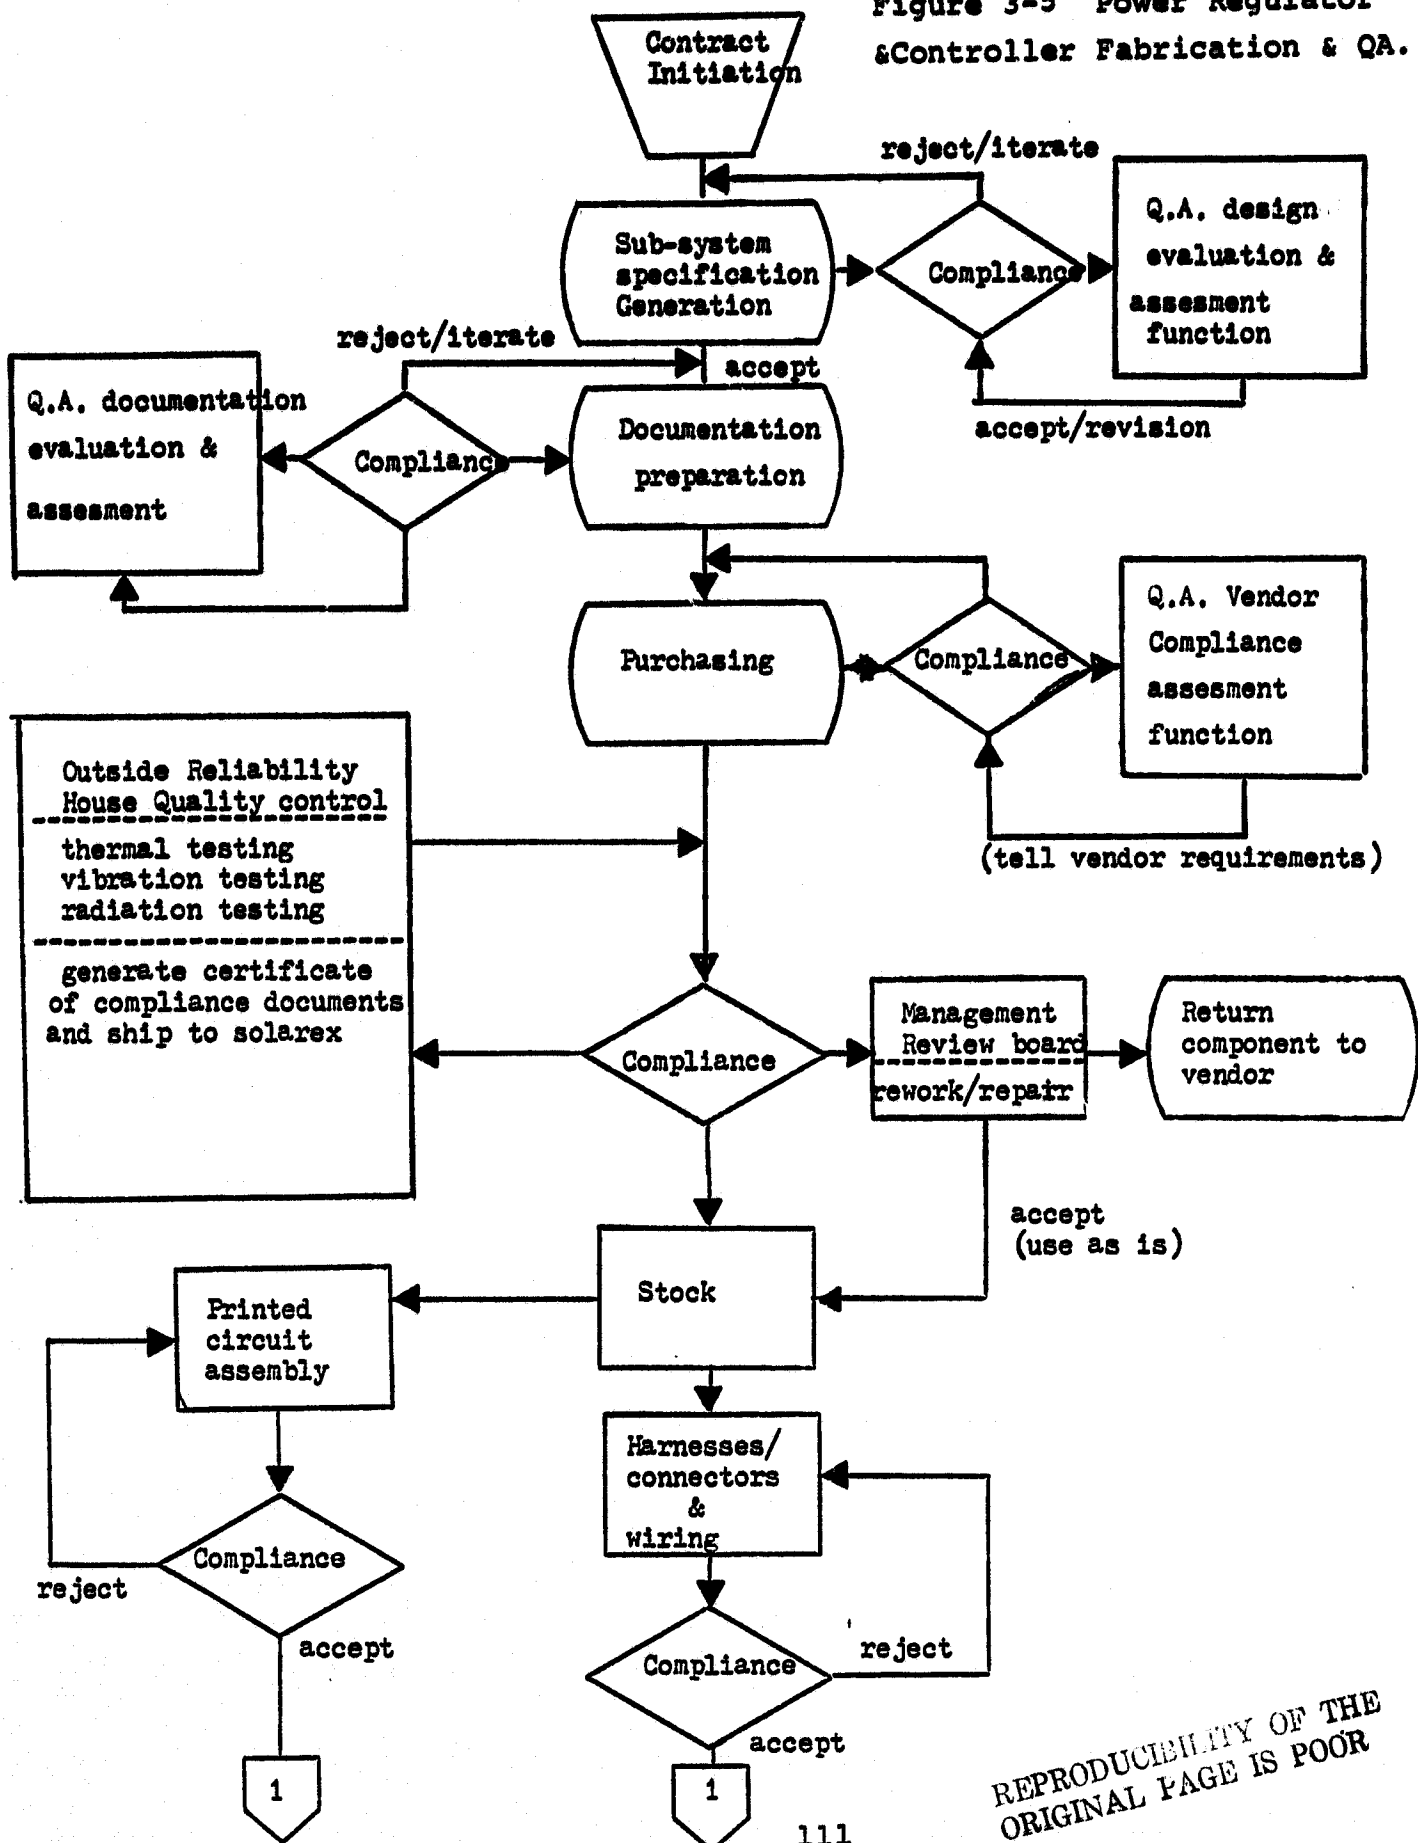 Figure 3-5 Power Regulator
&Controller Fabrication & QA.
Contract
Initiation
reject/iterate
Sub-system
specification
Generation
Compliance
Q.A. design
evaluation &
assesment
function
accept/revision
reject/iterate
accept
Q.A. documentation
evaluation &
assesment
Compliance
Documentation
preparation
Purchasing
Compliance
Q.A. Vendor
Compliance
assesment
function
(tell vendor requirements)
Outside Reliability
House Quality control
thermal testing
vibration testing
radiation testing
generate certificate
of compliance documents
and ship to solarex
Compliance
Management
Review board
rework/repair
Return
component to
vendor
accept
(use as is)
Stock
Printed
circuit
assembly
Harnesses/
connectors
&
wiring
Compliance
reject
accept
Compliance
reject
accept
1
1
111
REPRODUCIBILITY OF THE
ORIGINAL PAGE IS POOR